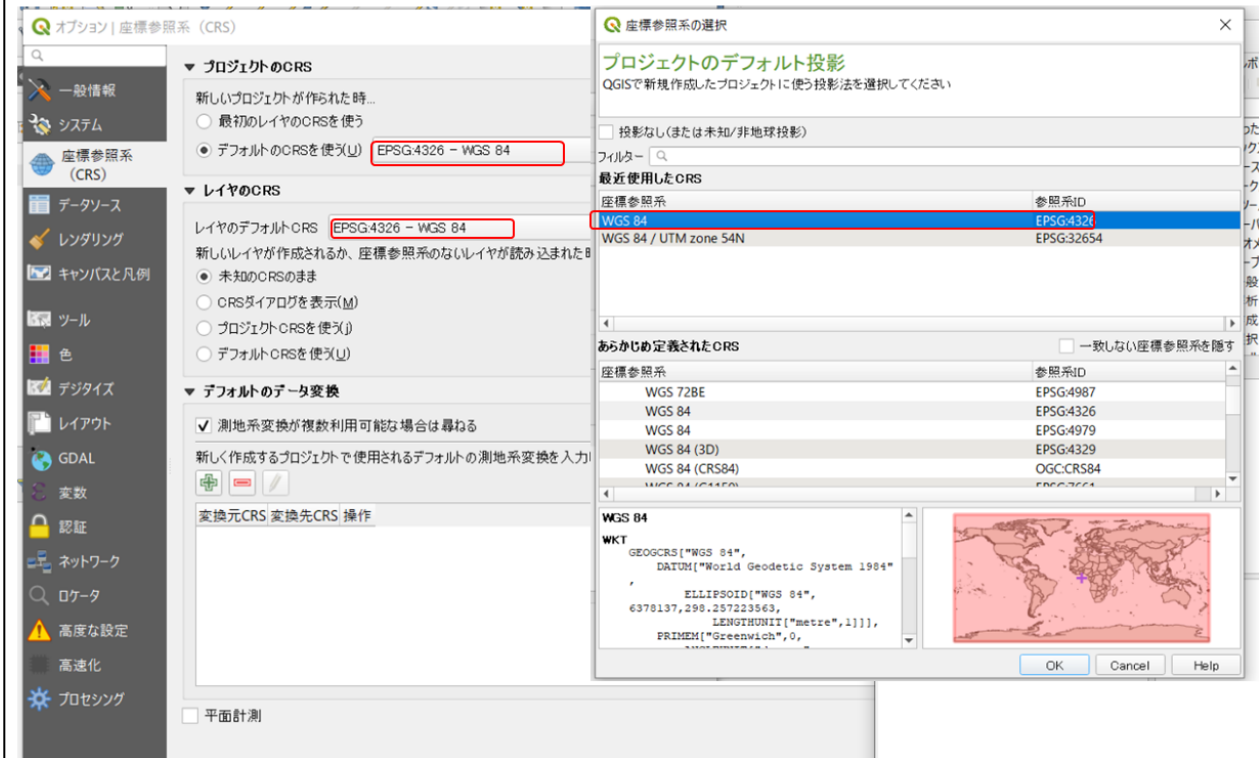 オプション | 座標参照系 (CRS)
一般情報
システム
座標参照系
(CRS)
データソース
レンダリング
キャンバスと凡例
ツール
色
デジタイズ
レイアウト
GDAL
変数
認証
ネットワーク
ロケータ
高度な設定
高速化
プロセシング
▼ プロジェクトのCRS
新しいプロジェクトが作られた時...
最初のレイヤのCRSを使う
デフォルトのCRSを使う(U) EPSG:4326 - WGS 84
▼ レイヤのCRS
レイヤのデフォルトCRS EPSG:4326 - WGS 84
新しいレイヤが作成されるか、座標参照系のないレイヤが読み込まれた時
未知のCRSのまま
CRSダイアログを表示(M)
プロジェクトCRSを使う(j)
デフォルトCRSを使う(U)
▼ デフォルトのデータ変換
測地系変換が複数利用可能な場合は尋ねる
新しく作成するプロジェクトで使用されるデフォルトの測地系変換を入力
変換元CRS 変換先CRS 操作
平面計測
座標参照系の選択
プロジェクトのデフォルト投影
QGISで新規作成したプロジェクトに使う投影法を選択してください
投影なし(または未知/非地球投影)
フィルター
最近使用したCRS
座標参照系 参照系ID
WGS 84 EPSG:4326
WGS 84 / UTM zone 54N EPSG:32654
あらかじめ定義されたCRS 一致しない座標参照系を隠す
座標参照系 参照系ID
WGS 72BE EPSG:4987
WGS 84 EPSG:4326
WGS 84 EPSG:4979
WGS 84 (3D) EPSG:4329
WGS 84 (CRS84) OGC:CRS84
WGS 84
WKT
GEOGCRS["WGS 84",
DATUM["World Geodetic System 1984"
,
ELLIPSOID["WGS 84",
6378137,298.257223563,
LENGTHUNIT["metre",1]]],
PRIMEM["Greenwich",0,
OK Cancel Help